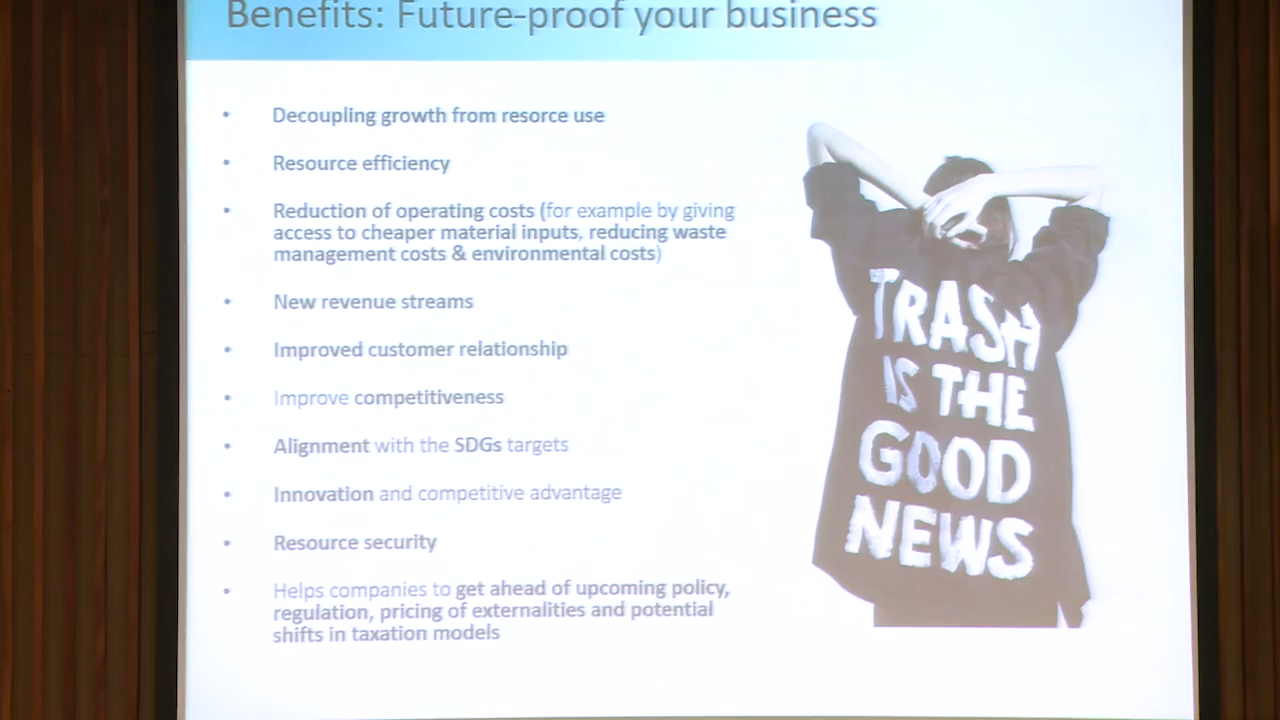 Benefits: Future-proof your business
• Decoupling growth from resorce use
• Resource efficiency
• Reduction of operating costs (for example by giving
access to cheaper material inputs, reducing waste
management costs & environmental costs)
• New revenue streams
• Improved customer relationship
• Improve competitiveness
• Alignment with the SDGs targets
• Innovation and competitive advantage
• Resource security
• Helps companies to get ahead of upcoming policy,
regulation, pricing of externalities and potential
shifts in taxation models
TRASH
IS THE
GOOD
NEWS